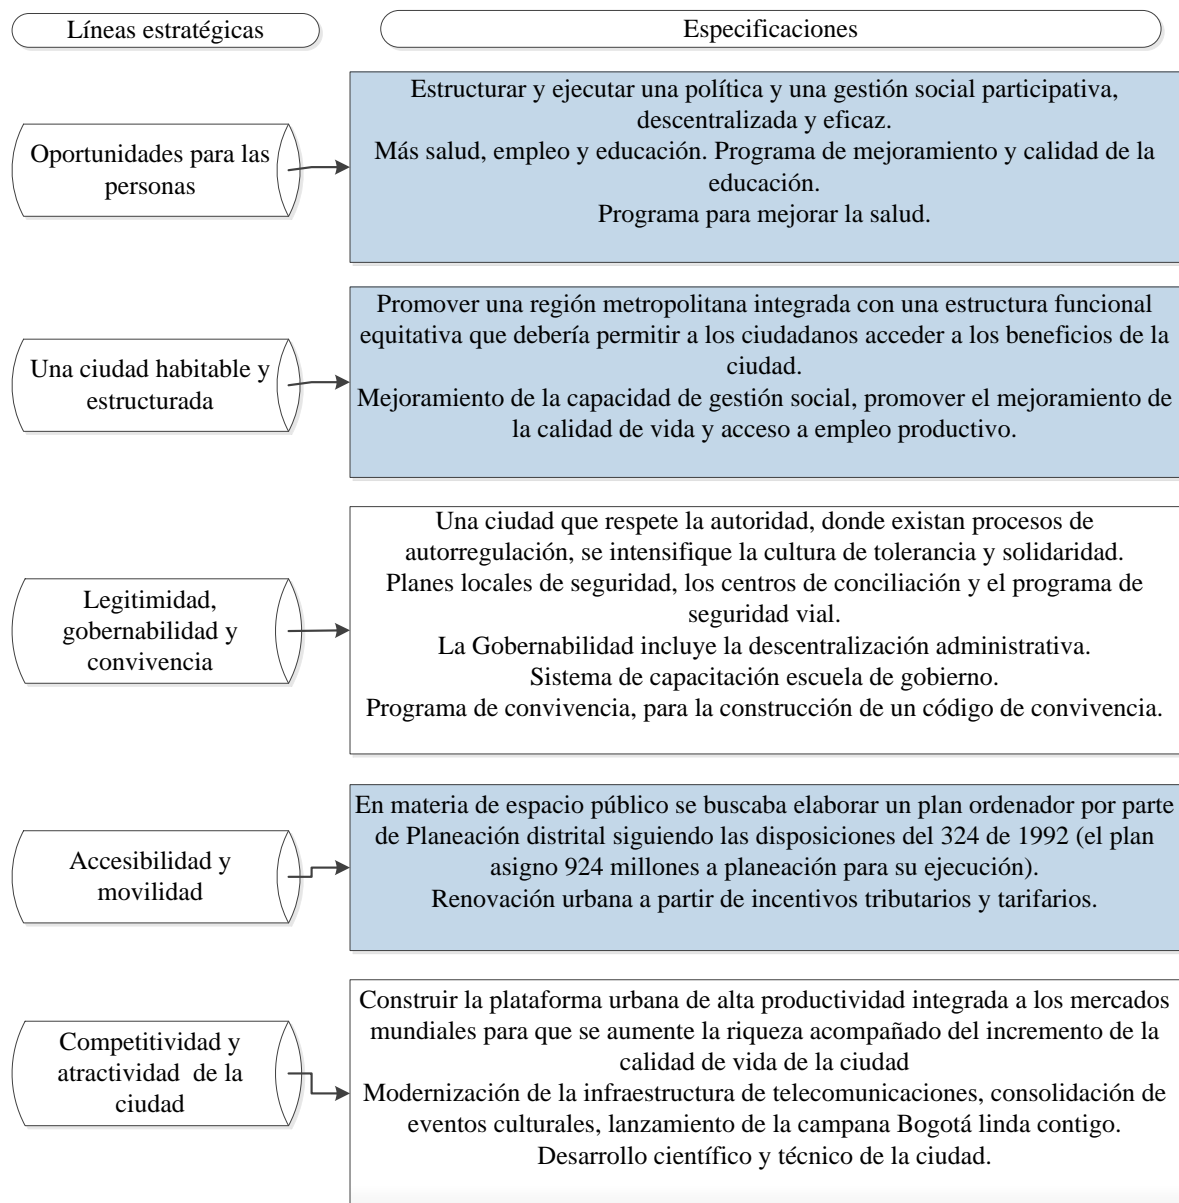 Líneas estratégicas
Especificaciones
Oportunidades para las
personas
Estructurar y ejecutar una política y una gestión social participativa,
descentralizada y eficaz.
Más salud, empleo y educación. Programa de mejoramiento y calidad de la
educación.
Programa para mejorar la salud.
Una ciudad habitable y
estructurada
Promover una región metropolitana integrada con una estructura funcional
equitativa que debería permitir a los ciudadanos acceder a los beneficios de la
ciudad.
Mejoramiento de la capacidad de gestión social, promover el mejoramiento de
la calidad de vida y acceso a empleo productivo.
Legitimidad,
gobernabilidad y
convivencia
Una ciudad que respete la autoridad, donde existan procesos de
autorregulación, se intensifique la cultura de tolerancia y solidaridad.
Planes locales de seguridad, los centros de conciliación y el programa de
seguridad vial.
La Gobernabilidad incluye la descentralización administrativa.
Sistema de capacitación escuela de gobierno.
Programa de convivencia, para la construcción de un código de convivencia.
Accesibilidad y
movilidad
En materia de espacio público se buscaba elaborar un plan ordenador por parte
de Planeación distrital siguiendo las disposiciones del 324 de 1992 (el plan
asigno 924 millones a planeación para su ejecución).
Renovación urbana a partir de incentivos tributarios y tarifarios.
Competitividad y
atractividad de la
ciudad
Construir la plataforma urbana de alta productividad integrada a los mercados
mundiales para que se aumente la riqueza acompañado del incremento de la
calidad de vida de la ciudad
Modernización de la infraestructura de telecomunicaciones, consolidación de
eventos culturales, lanzamiento de la campana Bogotá linda contigo.
Desarrollo científico y técnico de la ciudad.